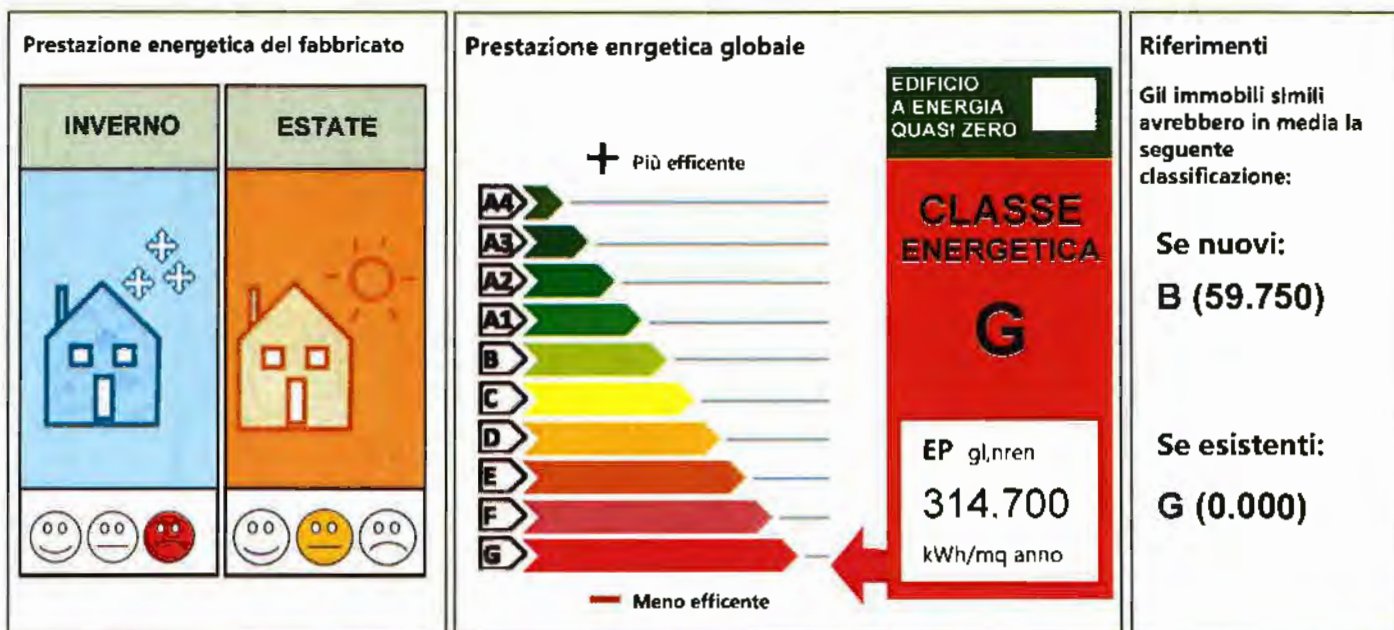 Prestazione energetica del fabbricato
INVERNO
ESTATE
Prestazione enrgetica globale
+ Più efficente
A4
A3
A2
A1
B
C
D
E
F
G
Meno efficente
EDIFICIO
A ENERGIA
QUASI ZERO
CLASSE
ENERGETICA
G
EP gl,nren
314.700
kWh/mq anno
Riferimenti
Gli immobili simili
avrebbero in media la
seguente
classificazione:
Se nuovi:
B (59.750)
Se esistenti:
G (0.000)